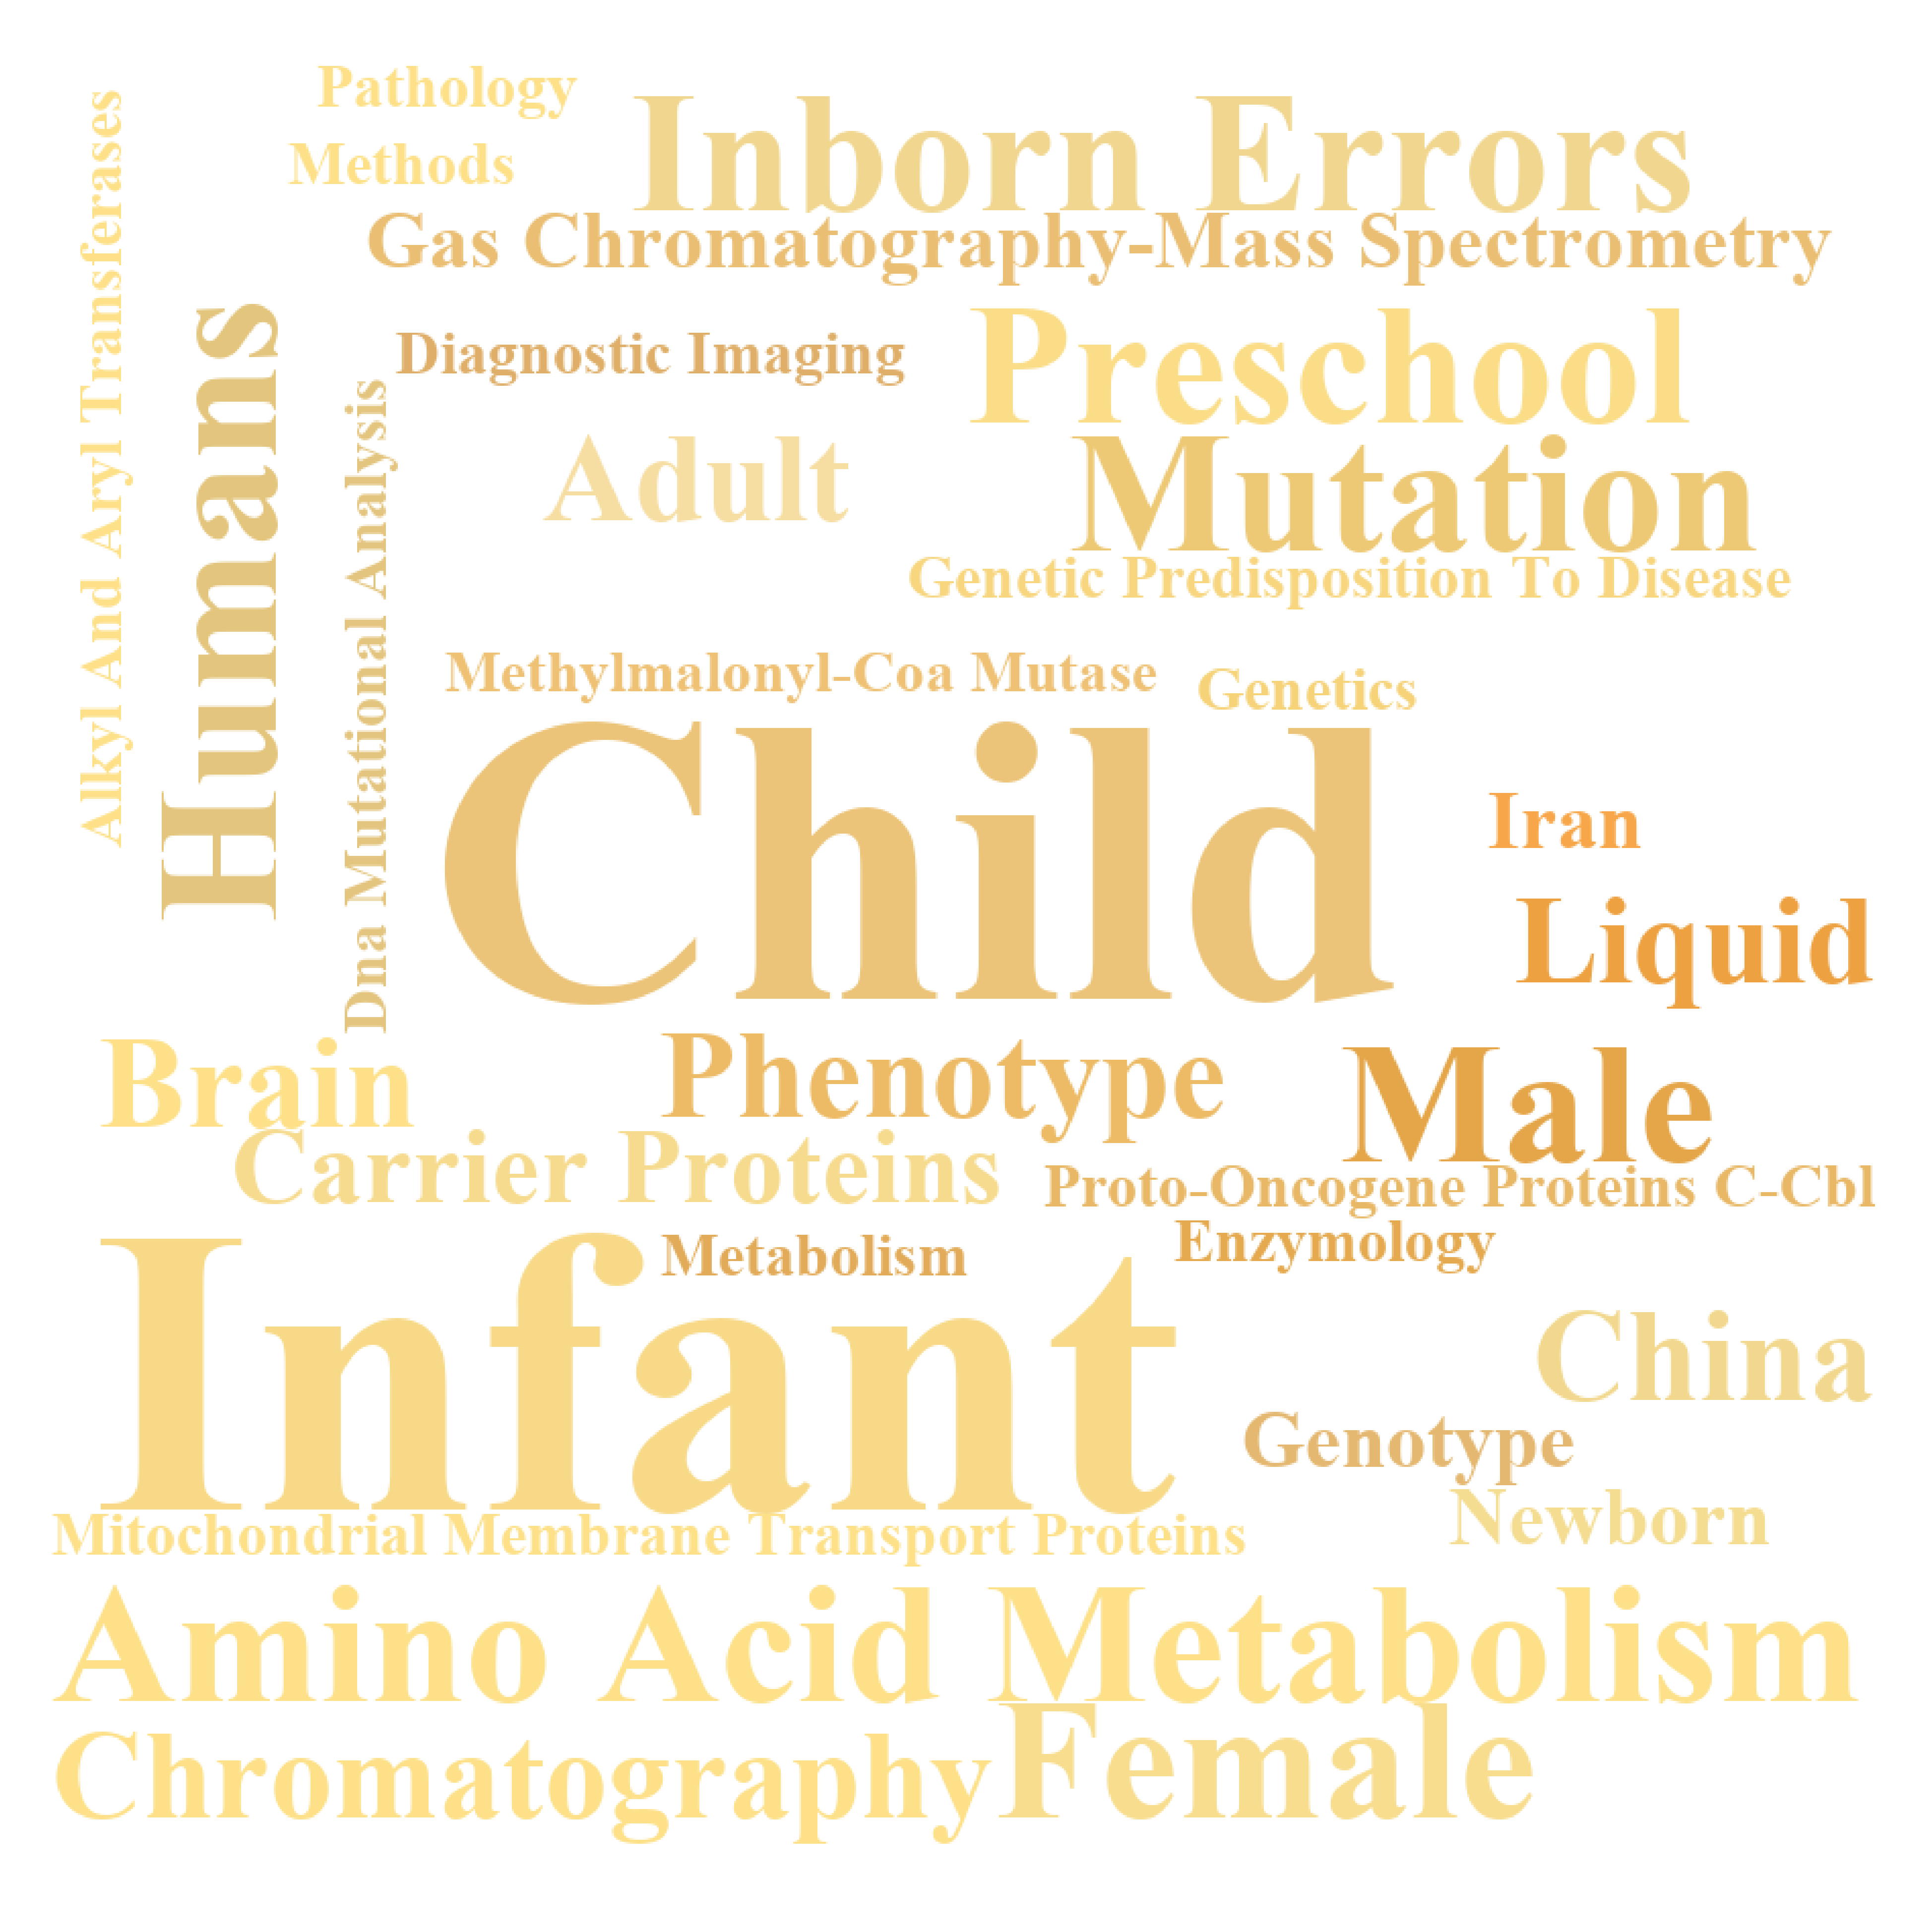 Pathology
Methods
Inborn Errors
Gas Chromatography-Mass Spectrometry
Alkyl And Aryl Transferases
Humans
Dna Mutational Analysis
Diagnostic Imaging
Preschool
Adult
Mutation
Genetic Predisposition To Disease
Methylmalonyl-Coa Mutase
Genetics
Child
Iran
Liquid
Brain
Phenotype
Male
Carrier Proteins
Proto-Oncogene Proteins C-Cbl
Metabolism
Enzymology
Infant
China
Genotype
Newborn
Mitochondrial Membrane Transport Proteins
Amino Acid Metabolism
Chromatography
Female